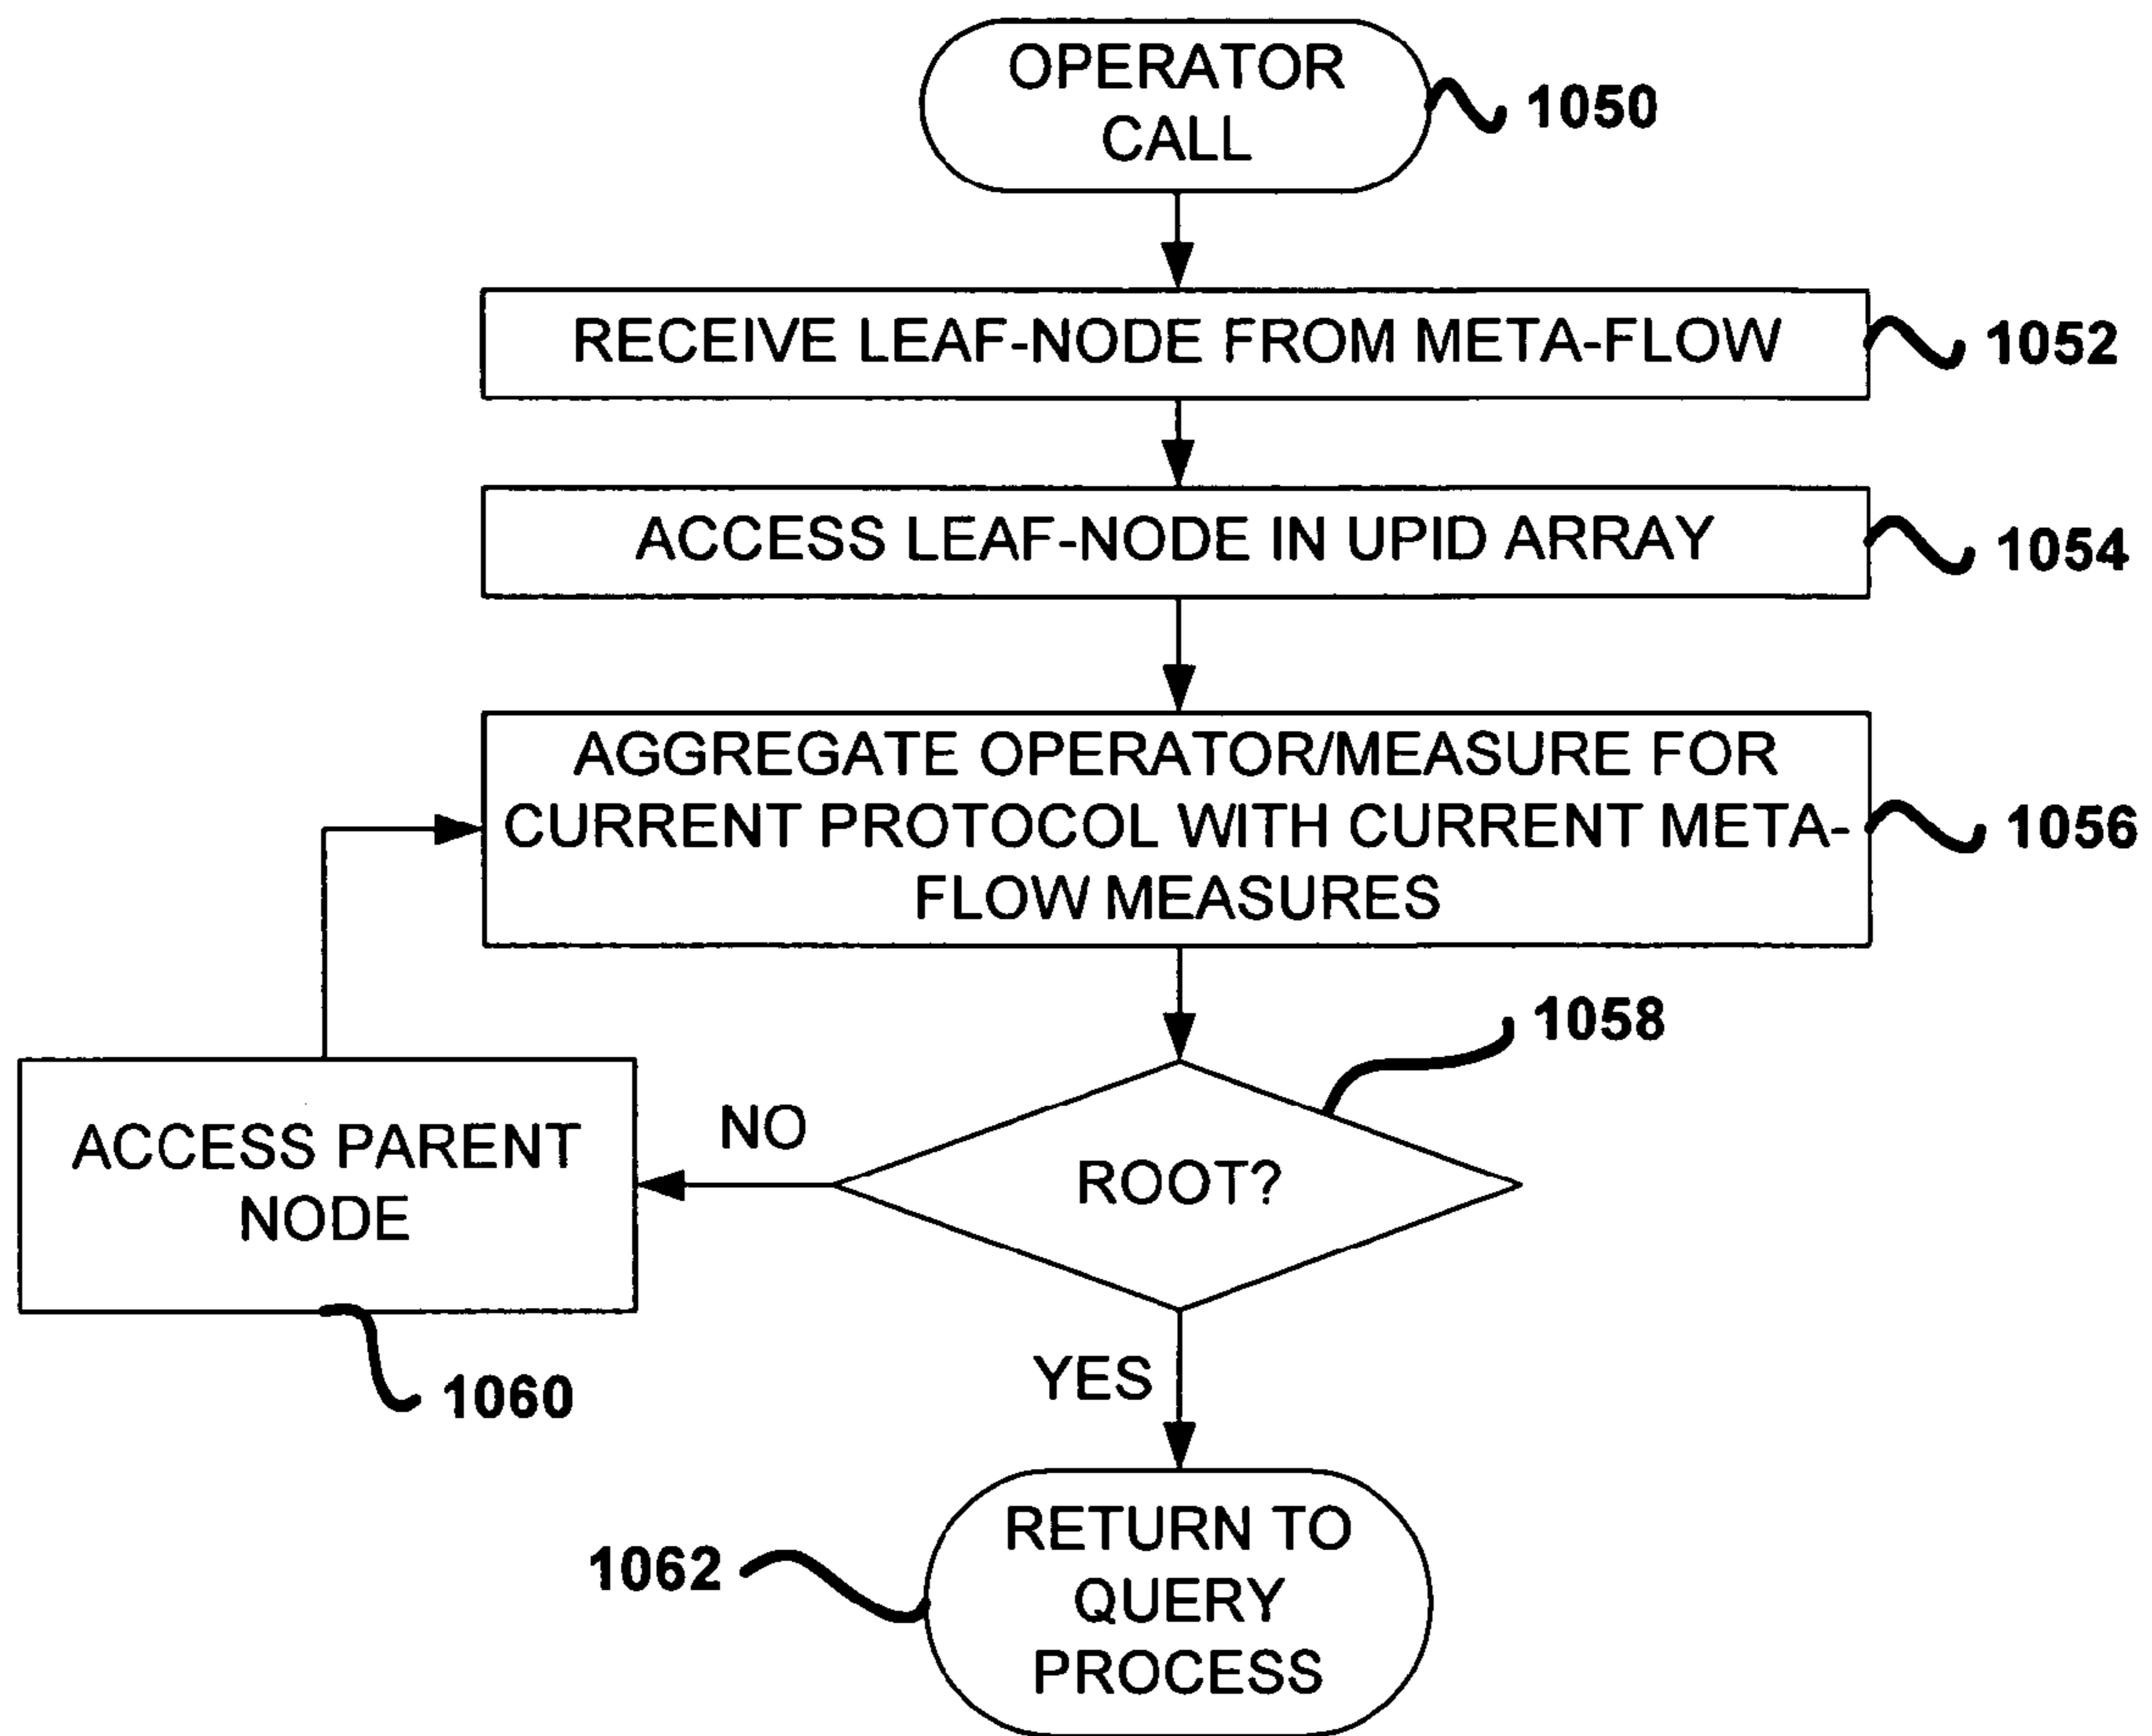 OPERATOR
CALL
1050
RECEIVE LEAF-NODE FROM META-FLOW
1052
ACCESS LEAF-NODE IN UPID ARRAY
1054
AGGREGATE OPERATOR/MEASURE FOR
CURRENT PROTOCOL WITH CURRENT META-
FLOW MEASURES
1056
1058
ROOT?
NO
ACCESS PARENT
NODE
1060
YES
RETURN TO
QUERY
PROCESS
1062